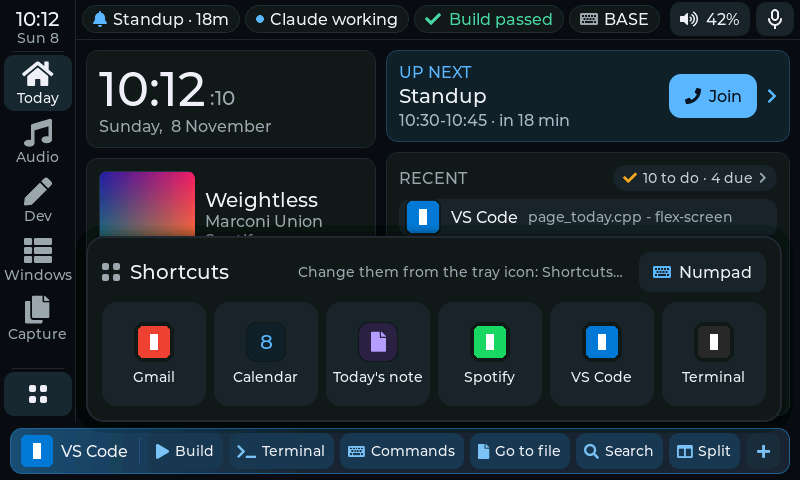 10:12
Sun 8
Standup · 18m
Claude working
Build passed
BASE
42%
Today
Audio
Dev
Windows
Capture
10:12 :10
Sunday, 8 November
UP NEXT
Standup
10:30-10:45 · in 18 min
Join
Weightless
Marconi Union
RECENT
10 to do · 4 due
VS Code page_today.cpp - flex-screen
Shortcuts
Change them from the tray icon: Shortcuts...
Numpad
Gmail
8
Calendar
Today's note
Spotify
VS Code
Terminal
VS Code
Build
Terminal
Commands
Go to file
Search
Split